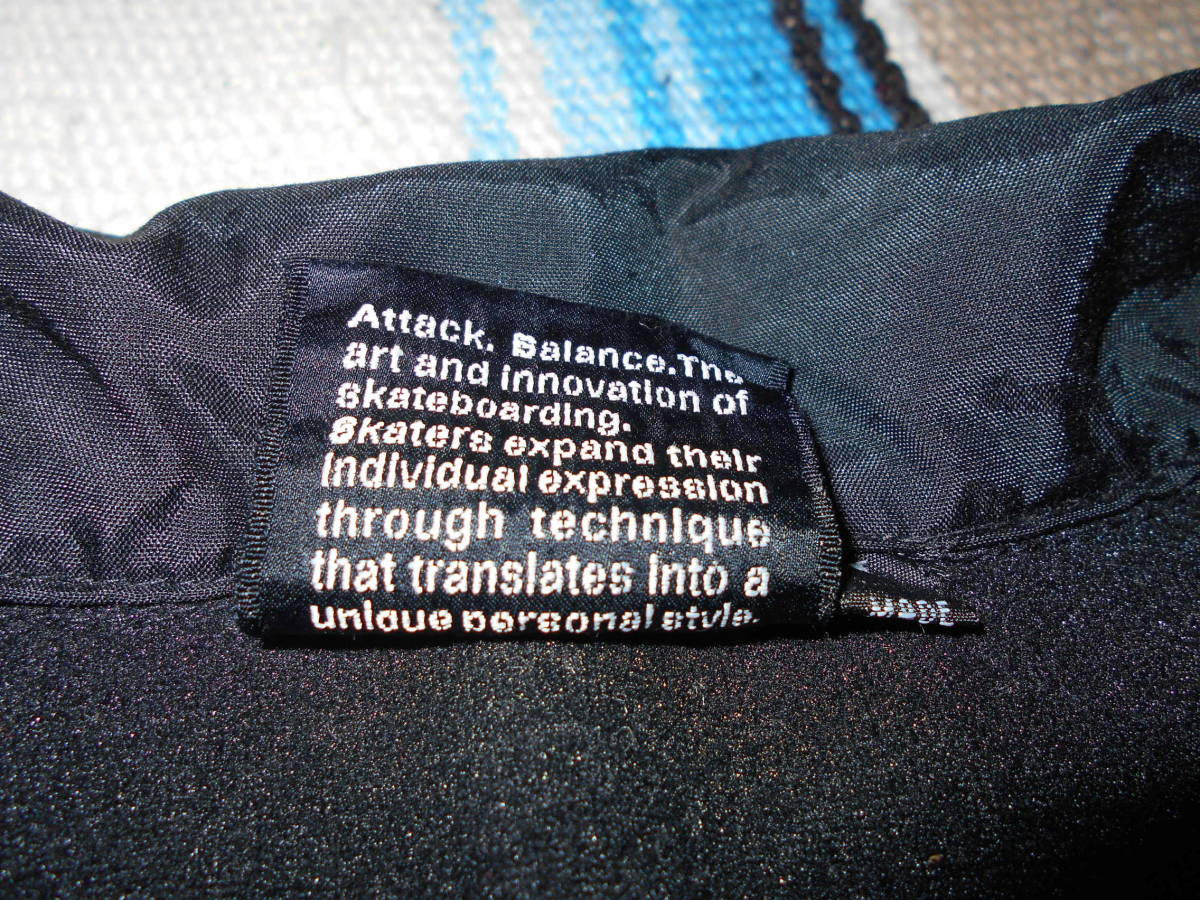 Attack. Balance.The
art and innovation of
skateboarding.
Skaters expand their
individual expression
through technique
that translates into a
unique personal style.
MADE